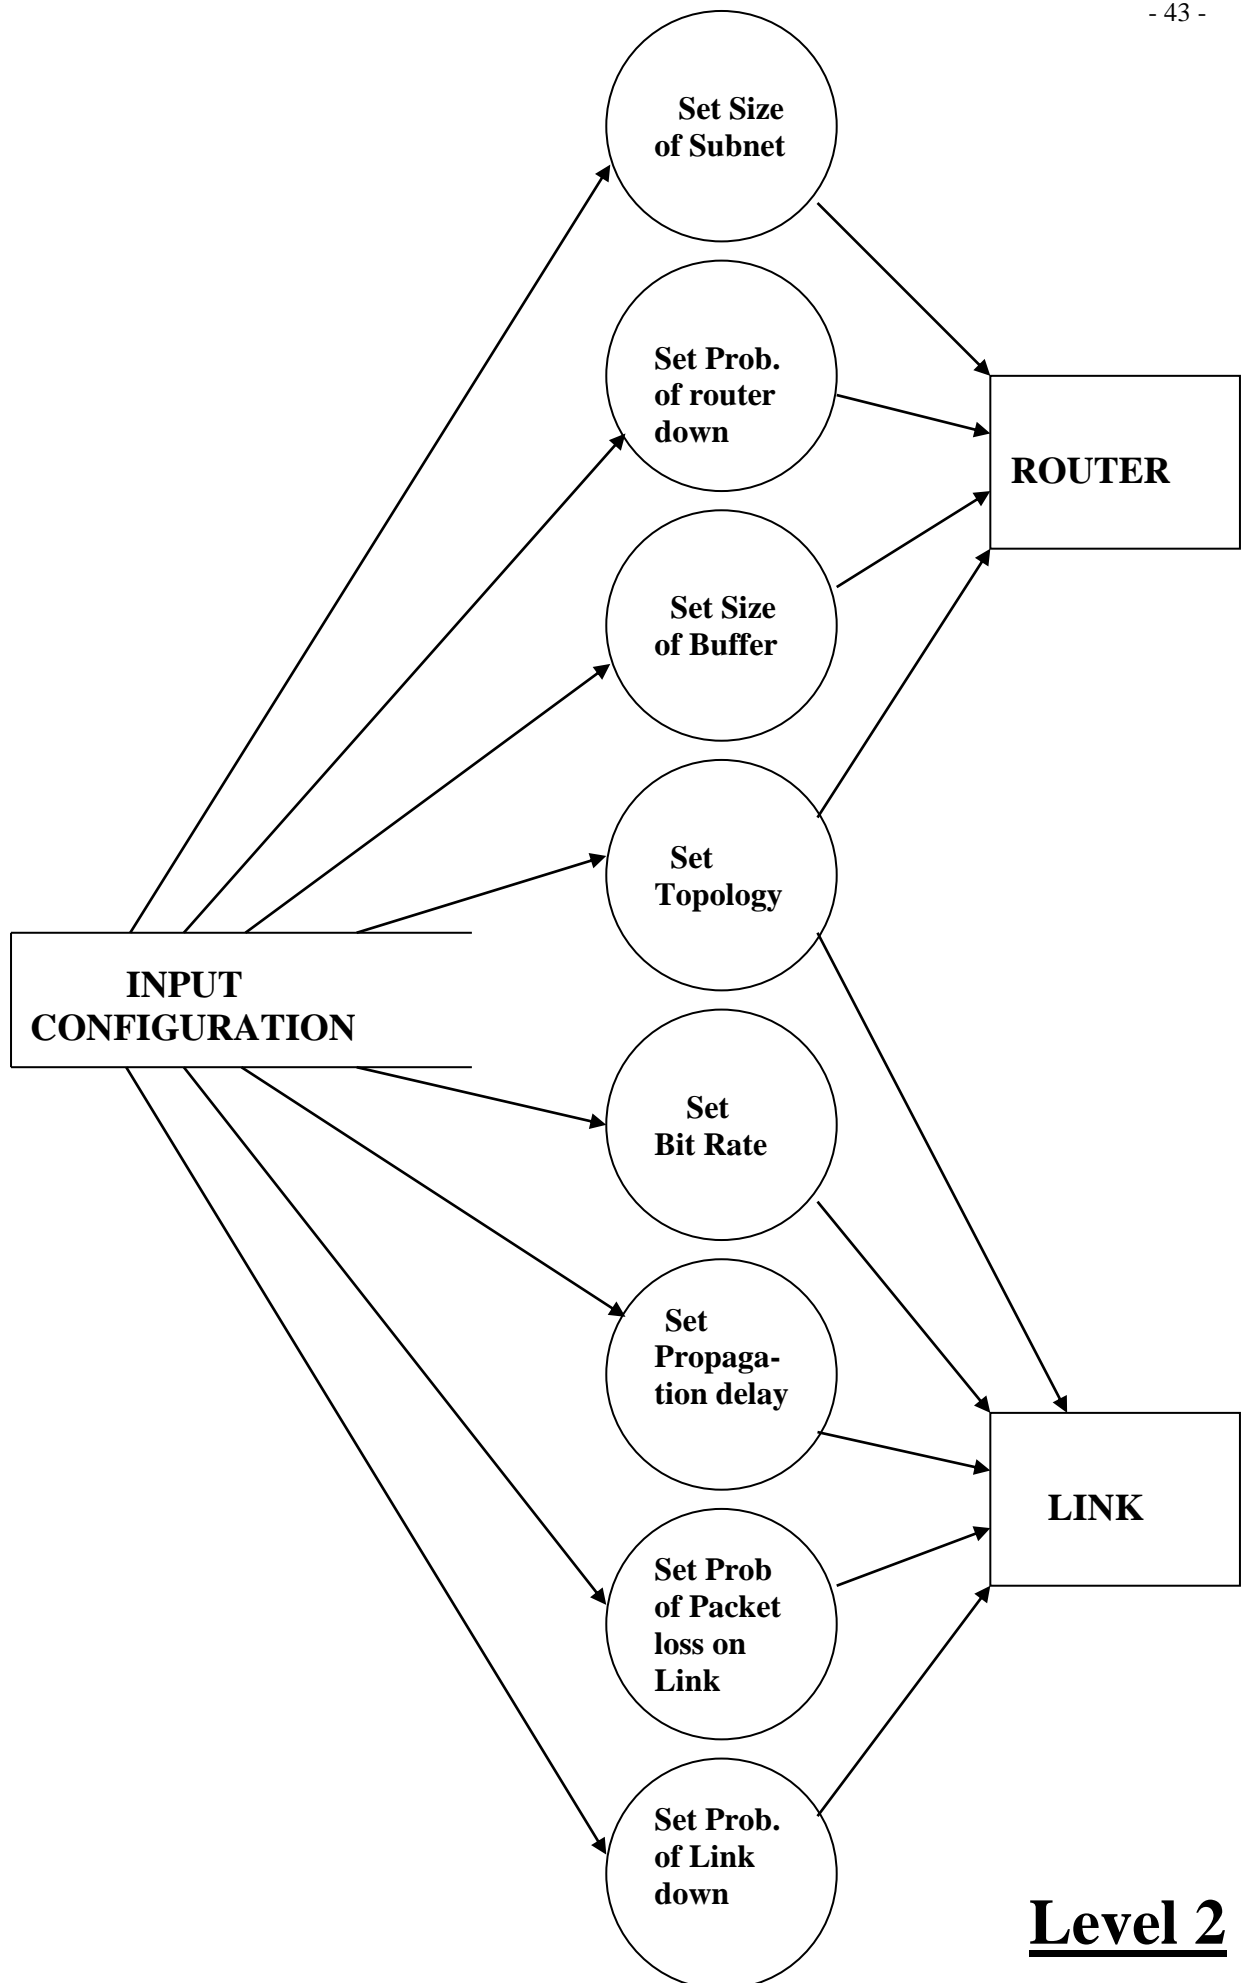 - 43 -
Set Size
of Subnet
Set Prob.
of router
down
ROUTER
Set Size
of Buffer
Set
Topology
INPUT
CONFIGURATION
Set
Bit Rate
Set
Propaga-
tion delay
LINK
Set Prob
of Packet
loss on
Link
Set Prob.
of Link
down
Level 2